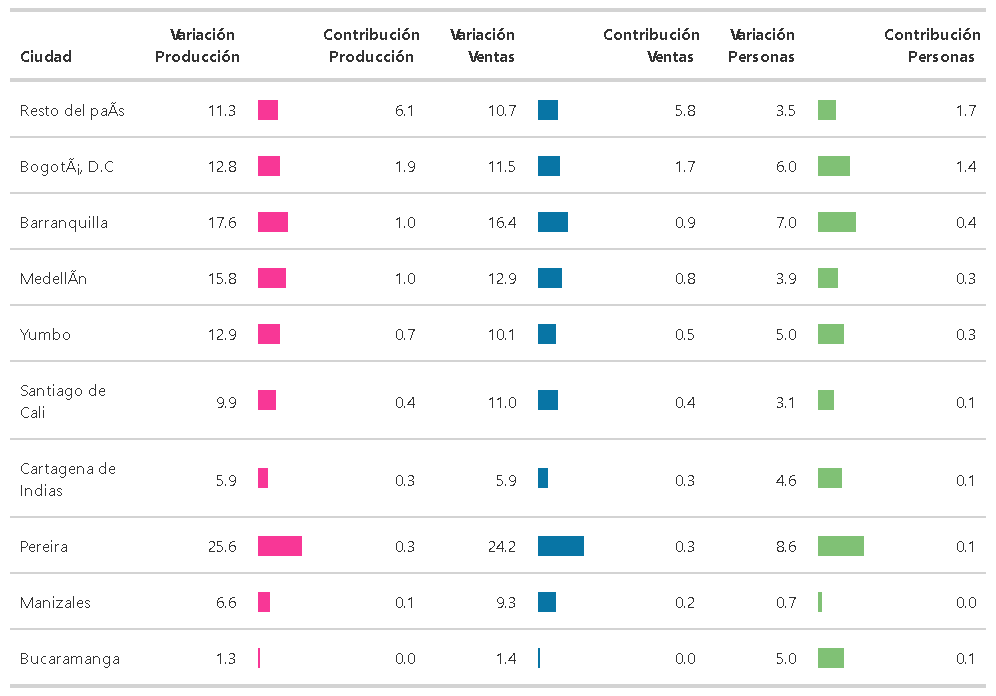 Variación Contribución Variación Contribución Variación Contribución
Ciudad Producción Producción Ventas Ventas Personas Personas
Resto del paÃs 11.3 6.1 10.7 5.8 3.5 1.7
BogotÃ¡, D.C 12.8 1.9 11.5 1.7 6.0 1.4
Barranquilla 17.6 1.0 16.4 0.9 7.0 0.4
MedellÃn 15.8 1.0 12.9 0.8 3.9 0.3
Yumbo 12.9 0.7 10.1 0.5 5.0 0.3
Santiago de
Cali 9.9 0.4 11.0 0.4 3.1 0.1
Cartagena de
Indias 5.9 0.3 5.9 0.3 4.6 0.1
Pereira 25.6 0.3 24.2 0.3 8.6 0.1
Manizales 6.6 0.1 9.3 0.2 0.7 0.0
Bucaramanga 1.3 0.0 1.4 0.0 5.0 0.1